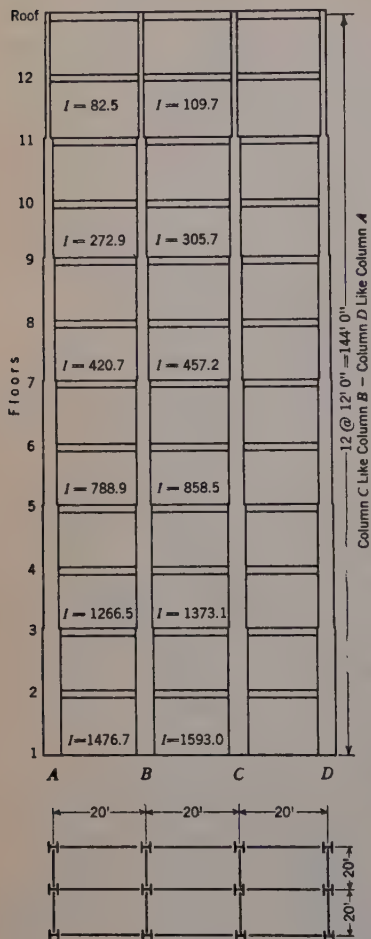 Roof
12
I = 82.5 I = 109.7
11
10
I = 272.9 I = 305.7
9
8
I = 420.7 I = 457.2
7
6
I = 788.9 I = 858.5
5
4
I = 1266.5 I = 1373.1
3
2
I=1476.7 I=1593.0
1
Floors
12 @ 12' 0" =144' 0"
Column C Like Column B – Column D Like Column A
A B C D
20' 20' 20'
20'
20'